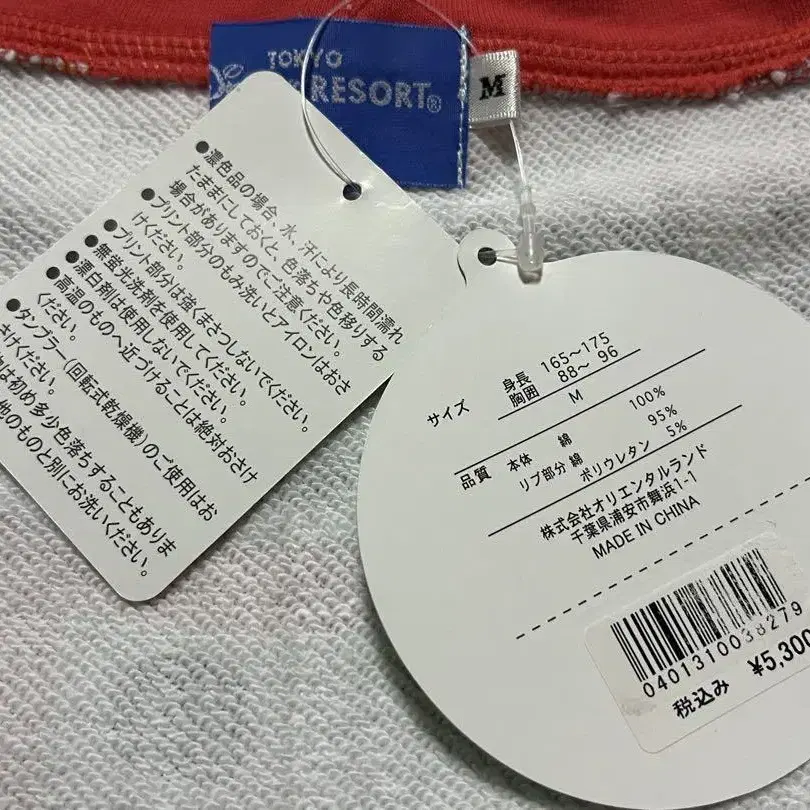 TOKYO
RESORT®
M
●濃色品の場合、水、汗により長時間濡れ
たままにしておくと、色落ちや色移りする
場合がありますのでご注意ください。
●プリント部分のもみ洗いとアイロンはおさ
けください。
●プリント部分は強くまさつしないでください。
●無蛍光洗剤を使用してください。
●漂白剤は使用しないでください。
●高温のものへ近づけることは絶対おさけ
ください。
●タンブラー(回転式乾燥機)のご使用はお
さけください。
は初め多少色落ちすることもありま
他のものと別にお洗いください。
サイズ
身長 165～175
胸囲 88～ 96
M
品質 本体 綿 100%
リブ部分 綿 95%
ポリウレタン 5%
株式会社オリエンタルランド
千葉県浦安市舞浜1-1
MADE IN CHINA
0401310038279
税込み ¥5,300